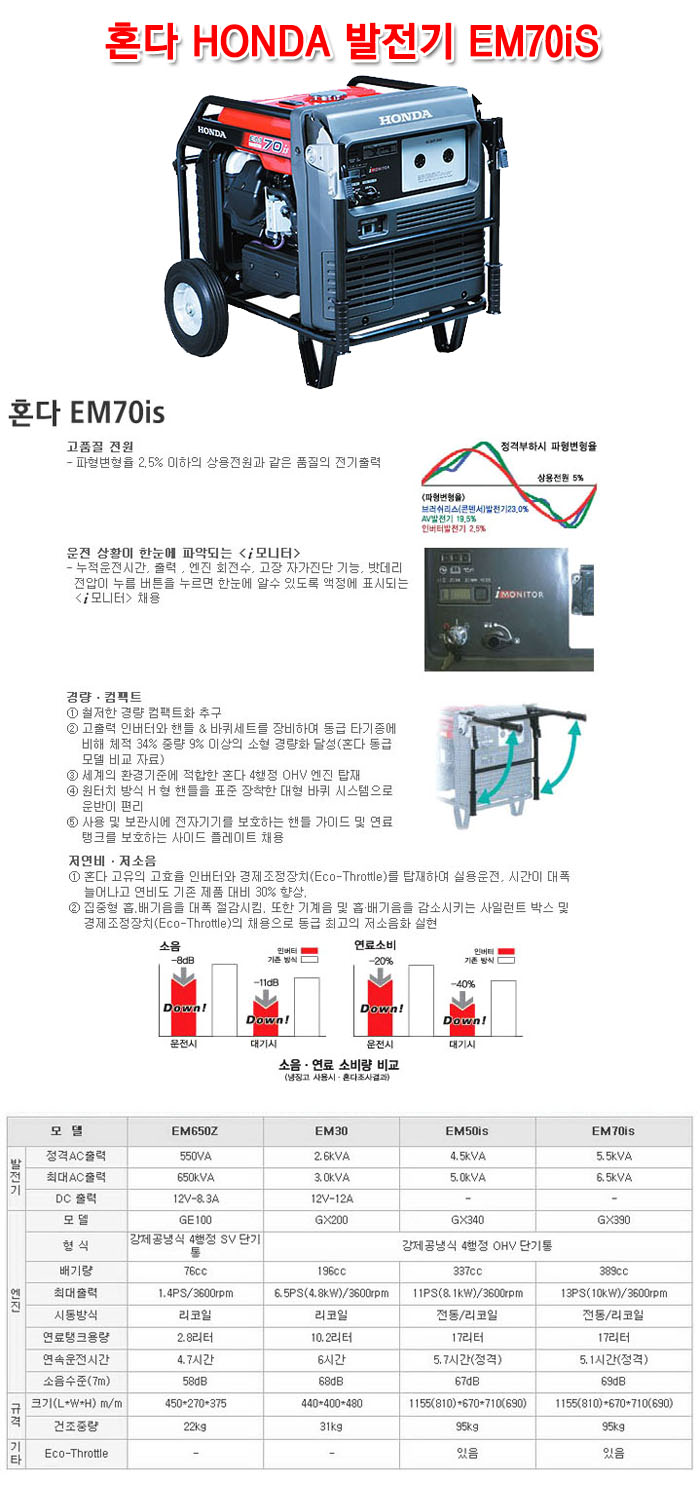 혼다 HONDA 발전기 EM70iS
HONDA
70is
HONDA
iMONITOR
혼다 EM70is
고품질 전원
- 파형변형율 2,5% 이하의 상용전원과 같은 품질의 전기출력
정격부하시 파형변형율
상용전원 5%
<파형변형율>
브러쉬리스(콘덴서)발전기23,0%
AV발전기 19,5%
인버터발전기 2,5%
운전 상황이 한눈에 파악되는 <i모니터>
- 누적운전시간, 출력 , 엔진 회전수, 고장 자가진단 기능, 밧데리
전압이 누름 버튼을 누르면 한눈에 알수 있도록 액정에 표시되는
<i모니터> 채용
iMONITOR
경량·컴팩트
① 철저한 경량 컴팩트화 추구
② 고출력 인버터와 핸들 & 바퀴세트를 장비하여 동급 타기종에
비해 체적 34% 중량 9% 이상의 소형 경량화 달성(혼다 동급
모델 비교 자료)
③ 세계의 환경기준에 적합한 혼다 4행정 OHV 엔진 탑재
④ 원터치 방식 H 형 핸들을 표준 장착한 대형 바퀴 시스템으로
운반이 편리
⑤ 사용 및 보관시에 전자기기를 보호하는 핸들 가이드 및 연료
탱크를 보호하는 사이드 플레이트 채용
저연비·저소음
① 혼다 고유의 고효율 인버터와 경제조정장치(Eco-Throttle)를 탑재하여 실용운전, 시간이 대폭
늘어나고 연비도 기존 제품 대비 30% 향상,
② 집중형 흡,배기음을 대폭 절감시킴, 또한 기계음 및 흡·배기음을 감소시키는 사일런트 박스 및
경제조정장치(Eco-Throttle)의 채용으로 동급 최고의 저소음화 실현
소음
인버터
기존 방식
-8dB
-11dB
Down!
Down!
운전시
대기시
연료소비
인버터
기존 방식
-20%
-40%
Down!
Down!
운전시
대기시
소음·연료 소비량 비교
(냉장고 사용시·혼다조사결과)
모 델 EM650Z EM30 EM50is EM70is
발전기
정격AC출력 550VA 2.6kVA 4.5kVA 5.5kVA
최대AC출력 650kVA 3.0kVA 5.0kVA 6.5kVA
DC 출력 12V-8.3A 12V-12A - -
엔진
모 델 GE100 GX200 GX340 GX390
형 식 강제공냉식 4행정 SV 단기통 강제공냉식 4행정 OHV 단기통
배기량 76cc 196cc 337cc 389cc
최대출력 1.4PS/3600rpm 6.5PS(4.8kW)/3600rpm 11PS(8.1kW)/3600rpm 13PS(10kW)/3600rpm
시동방식 리코일 리코일 전동/리코일 전동/리코일
연료탱크용량 2.8리터 10.2리터 17리터 17리터
연속운전시간 4.7시간 6시간 5.7시간(정격) 5.1시간(정격)
소음수준(7m) 58dB 68dB 67dB 69dB
규격
크기(L*W*H) m/m 450*270*375 440*400*480 1155(810)*670*710(690) 1155(810)*670*710(690)
건조중량 22kg 31kg 95kg 95kg
기타
Eco-Throttle - - 있음 있음